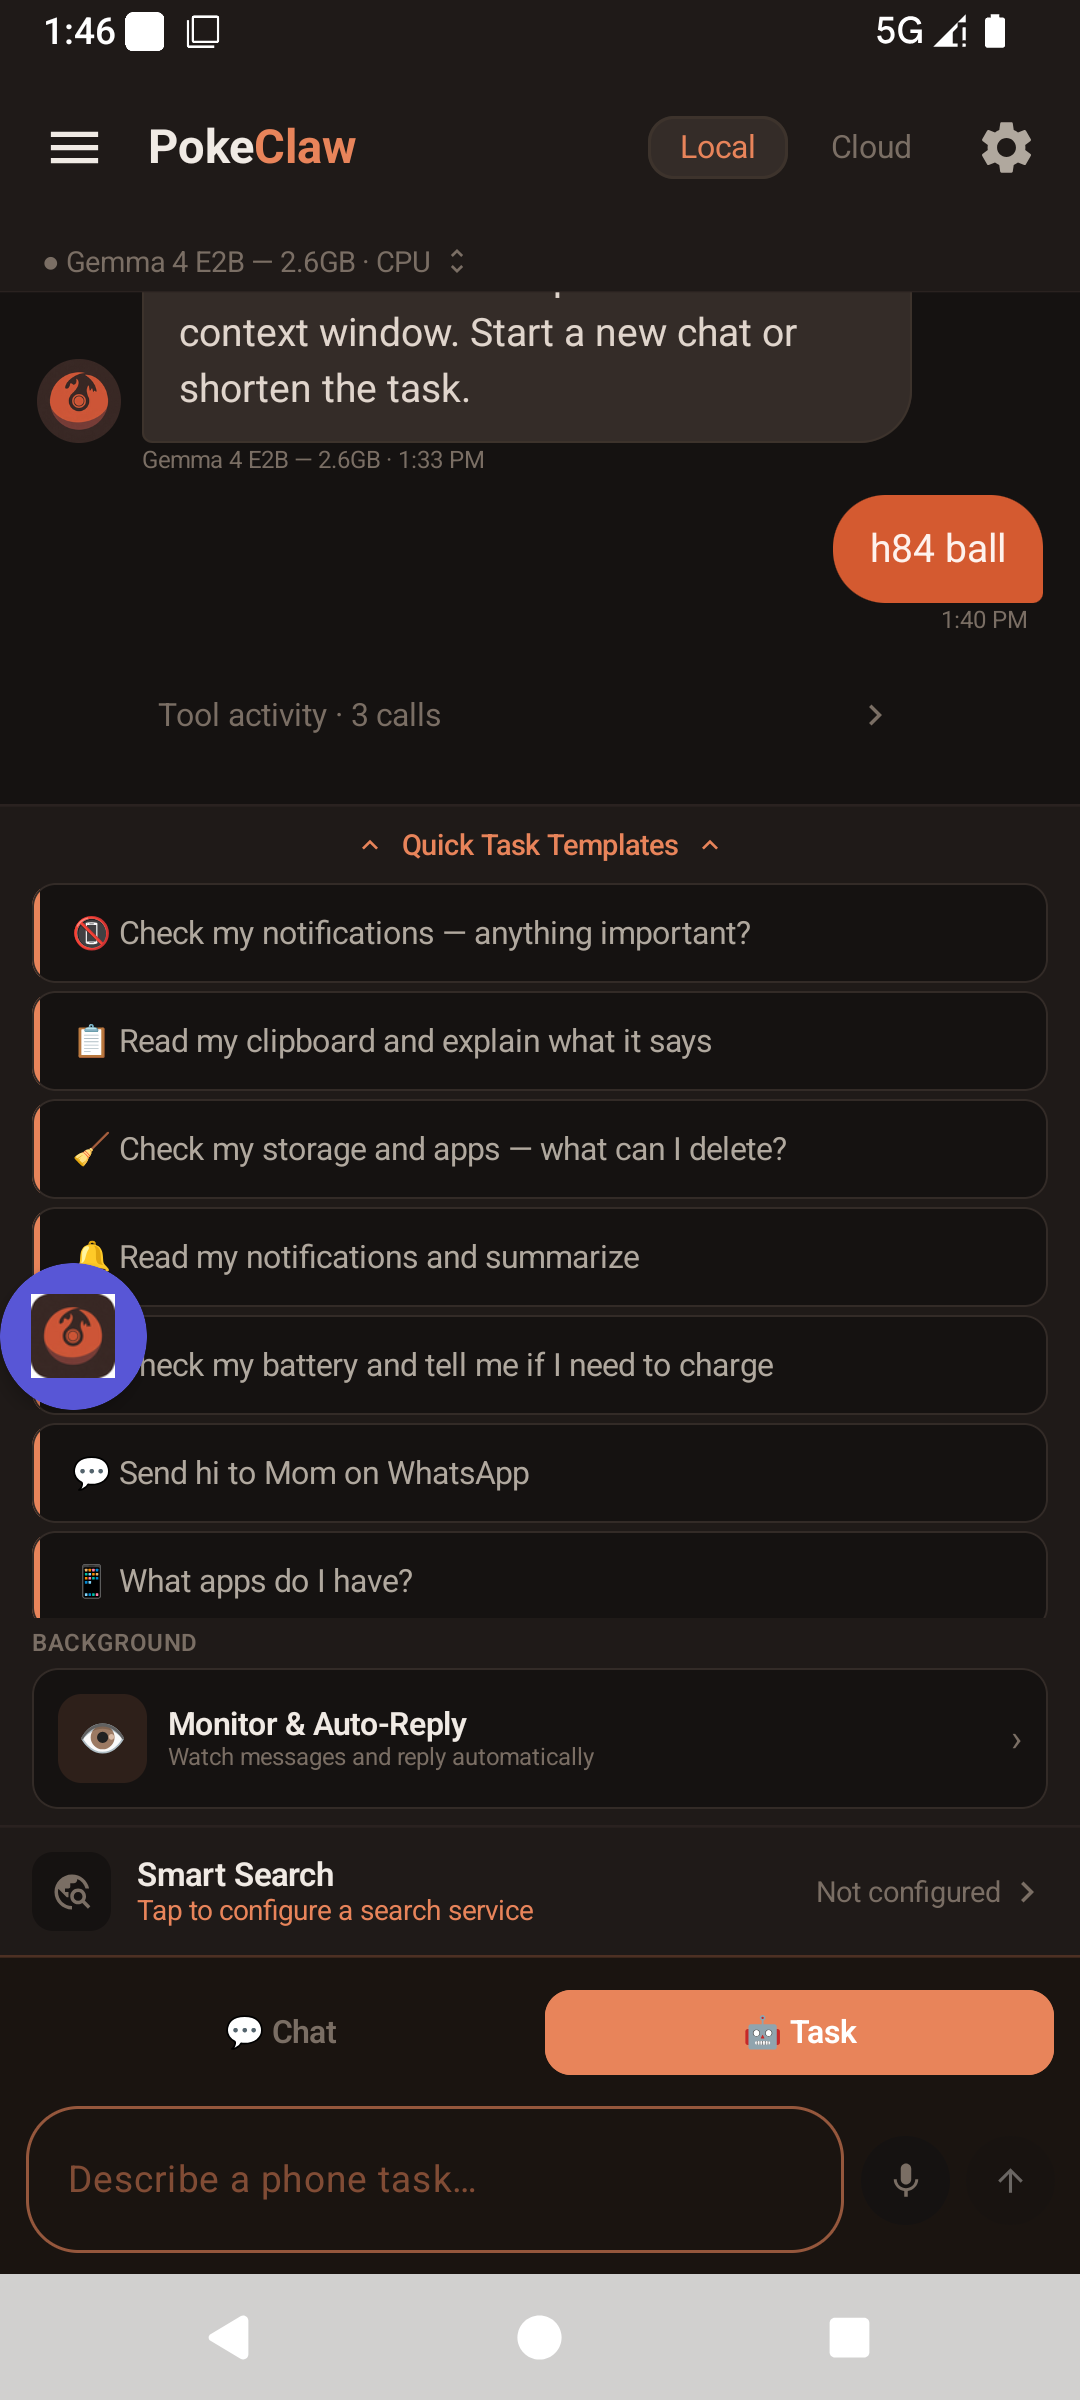 1:46
5G
PokeClaw
Local
Cloud
Gemma 4 E2B — 2.6GB · CPU
context window. Start a new chat or
shorten the task.
Gemma 4 E2B — 2.6GB · 1:33 PM
h84 ball
1:40 PM
Tool activity · 3 calls
Quick Task Templates
Check my notifications — anything important?
Read my clipboard and explain what it says
Check my storage and apps — what can I delete?
Read my notifications and summarize
heck my battery and tell me if I need to charge
Send hi to Mom on WhatsApp
What apps do I have?
BACKGROUND
Monitor & Auto-Reply
Watch messages and reply automatically
Smart Search
Tap to configure a search service
Not configured
Chat
Task
Describe a phone task...